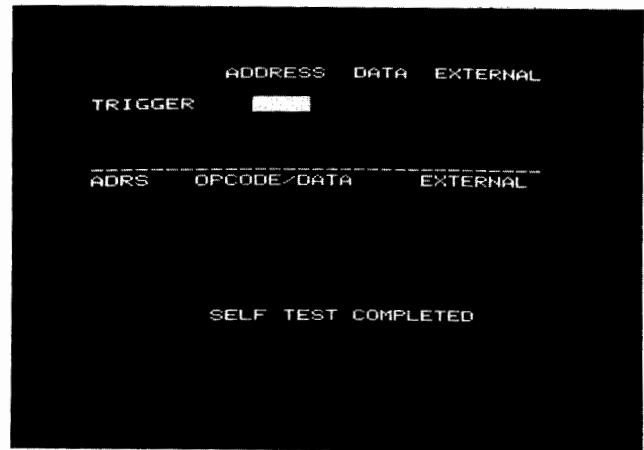 ADDRESS DATA EXTERNAL
TRIGGER
ADRS OPCODE/DATA EXTERNAL
SELF TEST COMPLETED